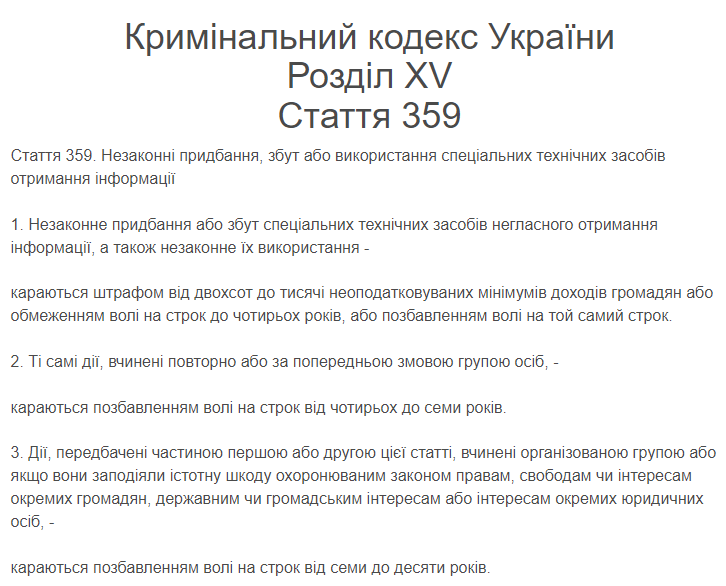 Кримінальний кодекс України
Розділ XV
Стаття 359
Стаття 359. Незаконні придбання, збут або використання спеціальних технічних засобів
отримання інформації
1. Незаконне придбання або збут спеціальних технічних засобів негласного отримання
інформації, а також незаконне їх використання -
караються штрафом від двохсот до тисячі неоподатковуваних мінімумів доходів громадян або
обмеженням волі на строк до чотирьох років, або позбавленням волі на той самий строк.
2. Ті самі дії, вчинені повторно або за попередньою змовою групою осіб, -
караються позбавленням волі на строк від чотирьох до семи років.
3. Дії, передбачені частиною першою або другою цієї статті, вчинені організованою групою або
якщо вони заподіяли істотну шкоду охоронюваним законом правам, свободам чи інтересам
окремих громадян, державним чи громадським інтересам або інтересам окремих юридичних
осіб, -
караються позбавленням волі на строк від семи до десяти років.